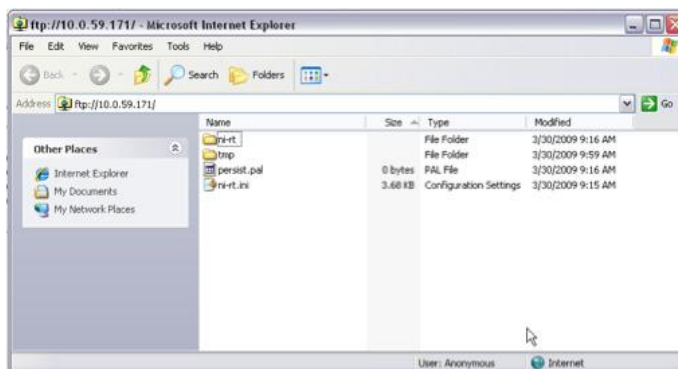 ftp://10.0.59.171/ - Microsoft Internet Explorer
File Edit View Favorites Tools Help
Back Search Folders
Address ftp://10.0.59.171/ Go
Name Size Type Modified
Other Places
Internet Explorer
My Documents
My Network Places
ni-rt File Folder 3/30/2009 9:16 AM
tmp File Folder 3/30/2009 9:59 AM
persist.pal 0 bytes PAL File 3/30/2009 9:16 AM
ni-rt.ini 3.68 KB Configuration Settings 3/30/2009 9:15 AM
User: Anonymous Internet